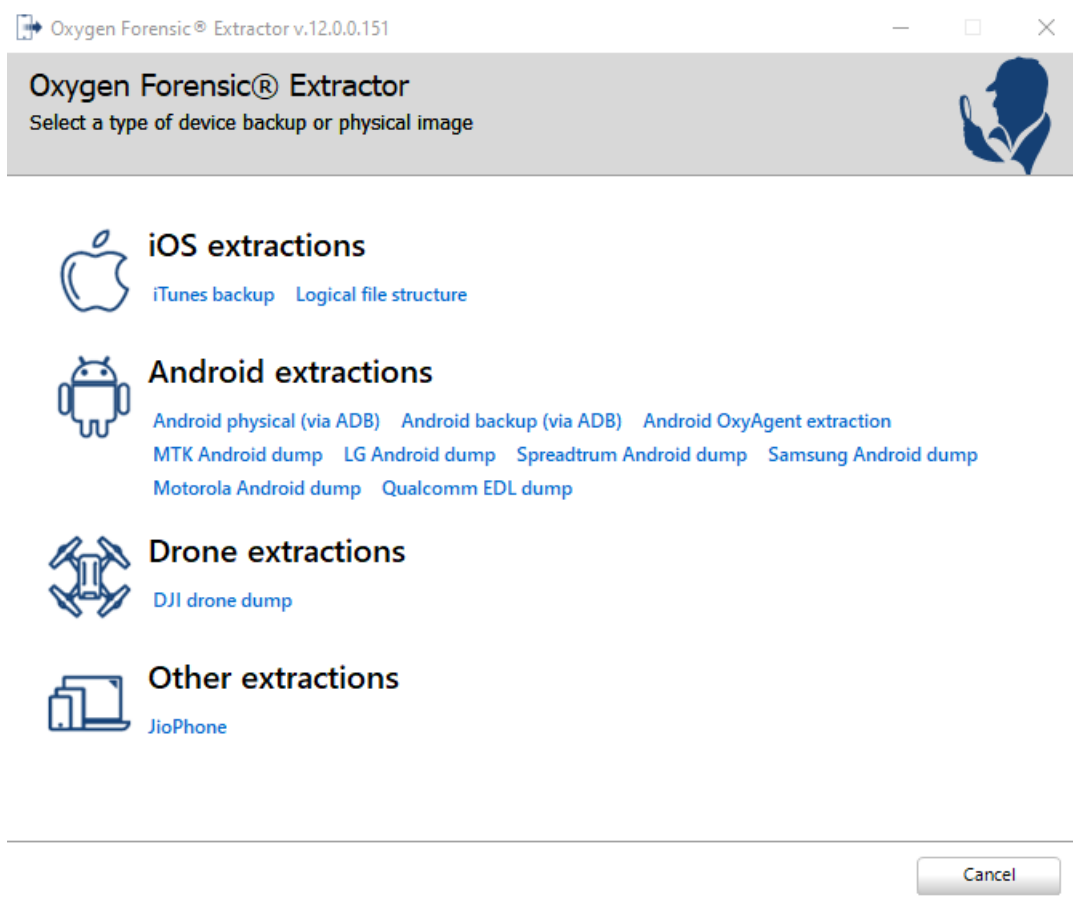 Oxygen Forensic® Extractor v.12.0.0.151
Oxygen Forensic® Extractor
Select a type of device backup or physical image
iOS extractions
iTunes backup Logical file structure
Android extractions
Android physical (via ADB) Android backup (via ADB) Android OxyAgent extraction
MTK Android dump LG Android dump Spreadtrum Android dump Samsung Android dump
Motorola Android dump Qualcomm EDL dump
Drone extractions
DJI drone dump
Other extractions
JioPhone
Cancel